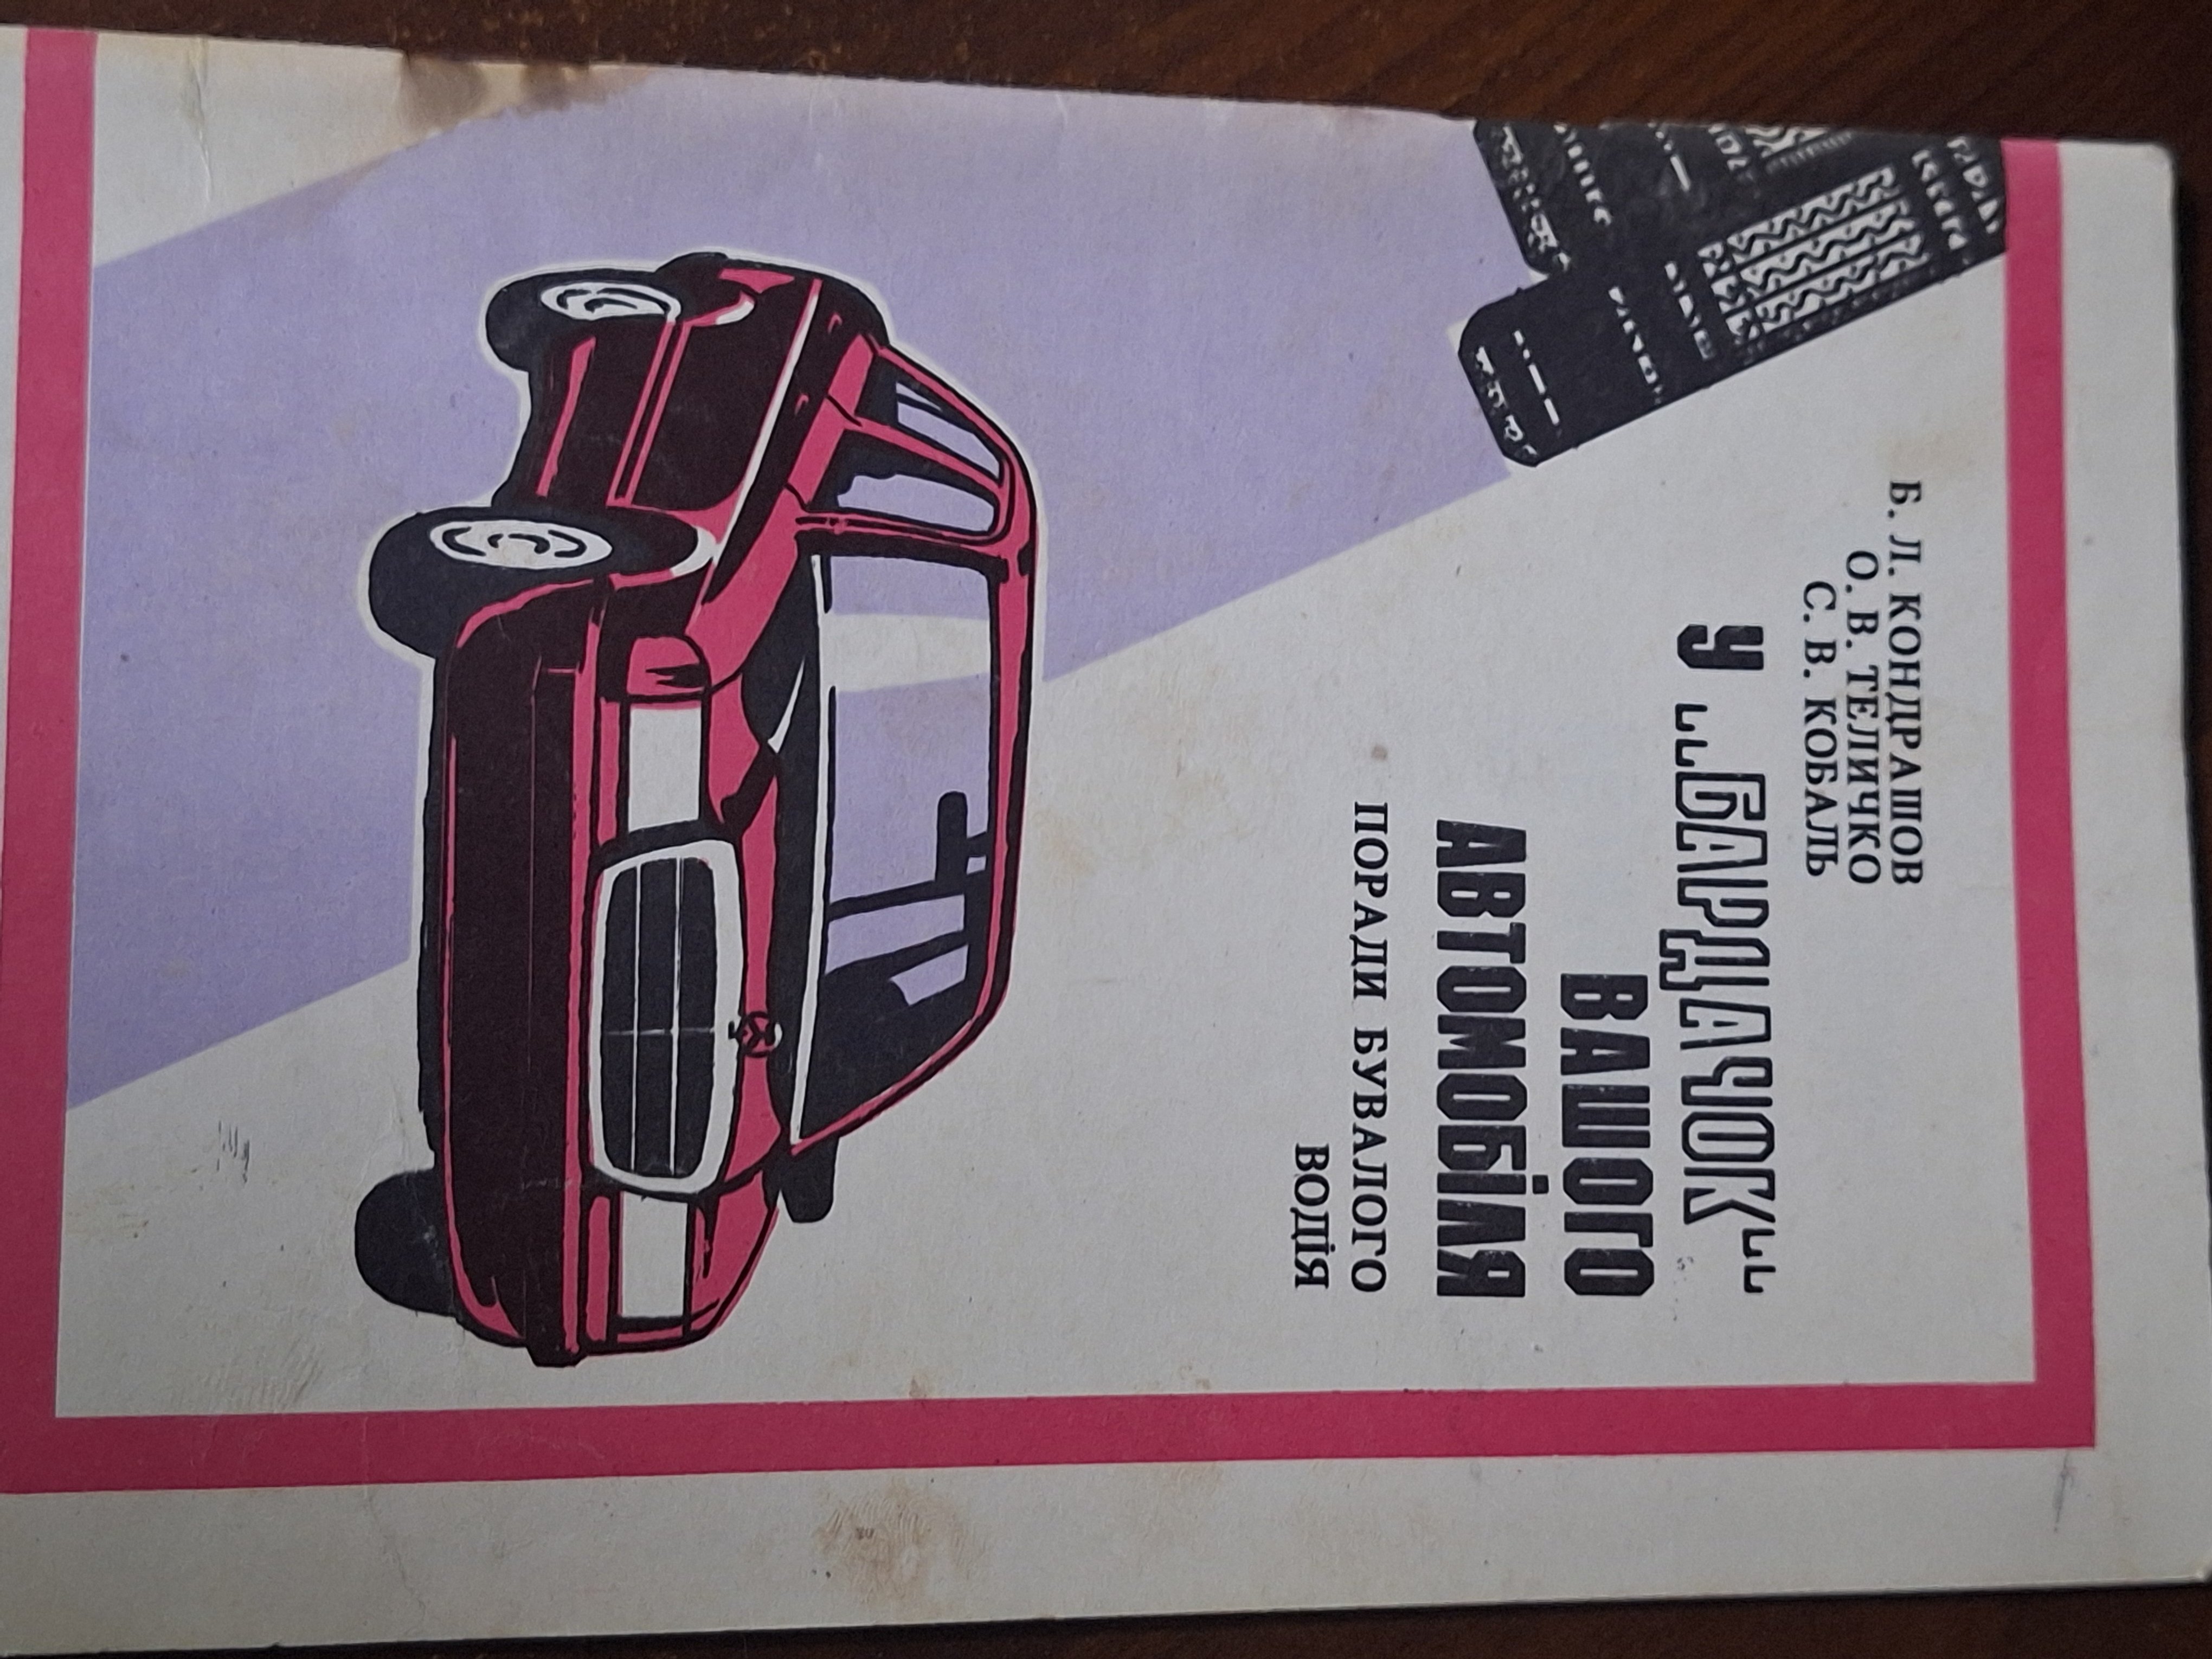 Б. Л. КОНДРАШОВ
О. В. ТЕЛИЧКО
С. В. КОБАЛЬ
У „БАРДАЧОК“
ВАШОГО
АВТОМОБІЛЯ
ПОРАДИ БУВАЛОГО
ВОДІЯ